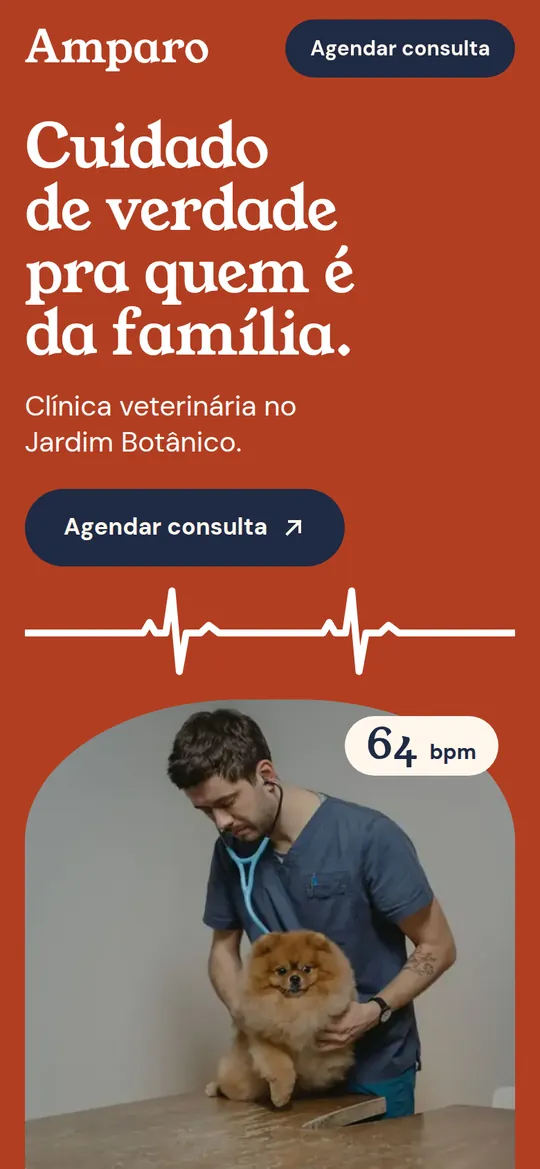 Amparo
Agendar consulta
Cuidado
de verdade
pra quem é
da família.
Clínica veterinária no
Jardim Botânico.
Agendar consulta
64 bpm